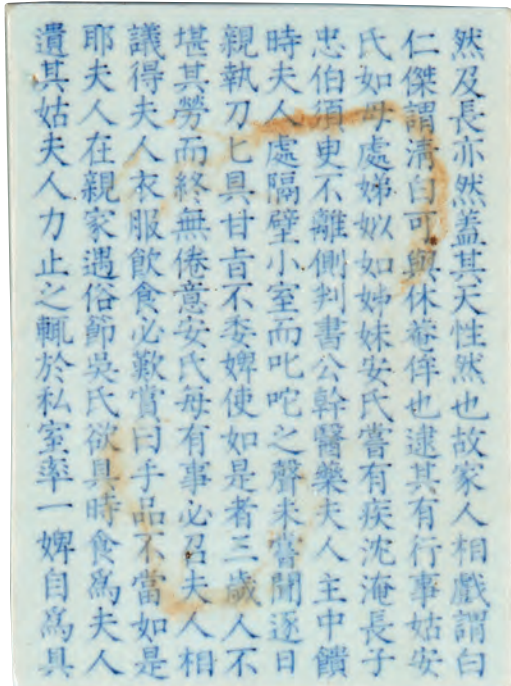 然及長亦然盖其天性然也故家人相戲謂曰
仁傑謂淸白可與休菴侔也逮其有行事姑安
氏如母處娣姒如姊妹安氏嘗有疾沈淹長子
忠伯須臾不離側判書公幹醫藥夫人主中饋
時夫人處隔壁小室而叱咤之聲未嘗聞逐日
親執刀匕具甘旨不委婢使如是者三歲人不
堪其勞而終無倦意安氏每有事必召夫人相
議得夫人衣服飮食必歎賞曰手品不當如是
耶夫人在親家遇俗節吳氏欲具時食爲夫人
遺其姑夫人力止之輒於私室率一婢自爲具